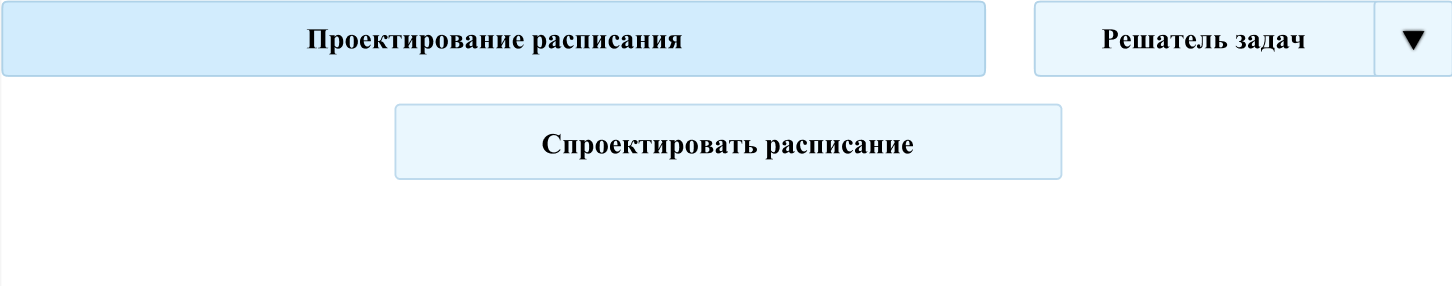 Проектирование расписания
Решатель задач
Спроектировать расписание